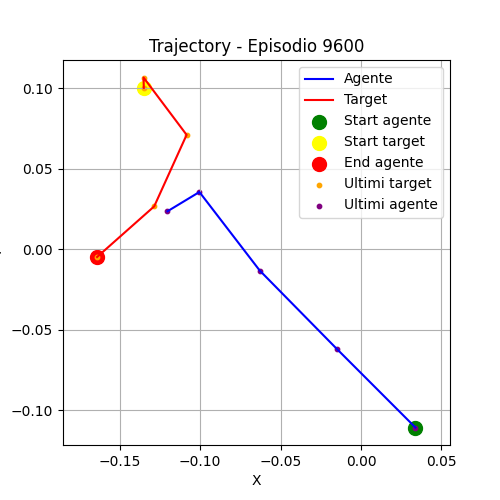 Trajectory - Episodio 9600
Agente
Target
Start agente
Start target
End agente
Ultimi target
Ultimi agente
0.10
0.05
0.00
−0.05
−0.10
−0.15
−0.10
−0.05
0.00
0.05
X